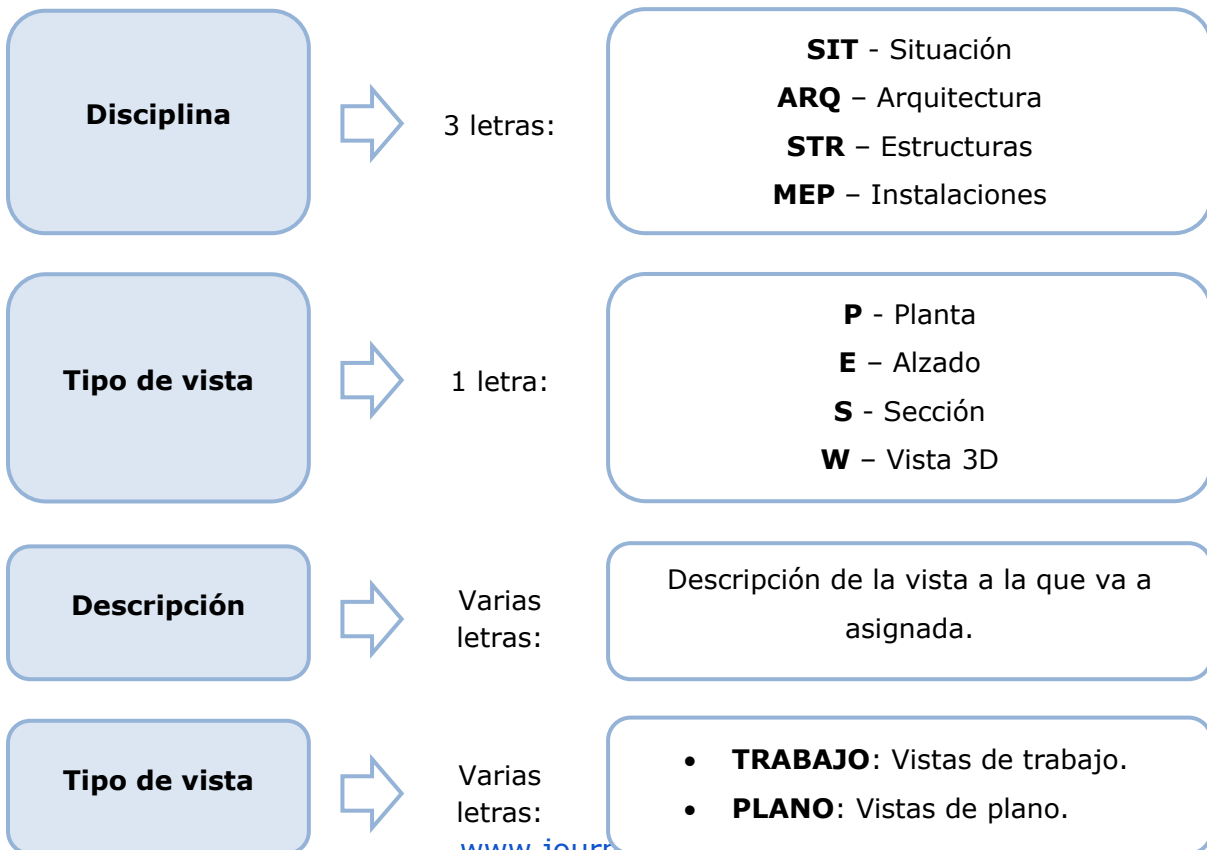 Disciplina
3 letras:
SIT - Situación
ARQ – Arquitectura
STR – Estructuras
MEP – Instalaciones
Tipo de vista
1 letra:
P - Planta
E – Alzado
S - Sección
W – Vista 3D
Descripción
Varias
letras:
Descripción de la vista a la que va a
asignada.
Tipo de vista
Varias
letras:
• TRABAJO: Vistas de trabajo.
• PLANO: Vistas de plano.